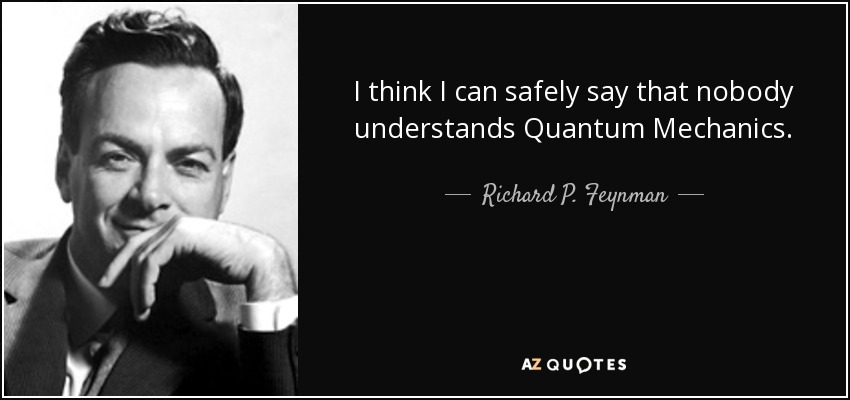 I think I can safely say that nobody
understands Quantum Mechanics.
Richard P. Feynman
AZ QUOTES